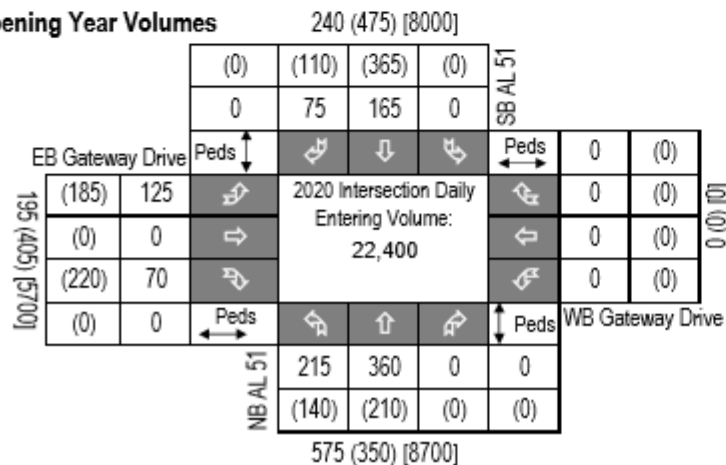 ening Year Volumes
240 (475) [8000]
(0) (110) (365) (0)
0 75 165 0
SB AL 51
EB Gateway Drive
Peds
Peds
0 (0)
195 (405) [5700]
(185) 125
(0) 0
(220) 70
(0) 0
2020 Intersection Daily
Entering Volume:
22,400
0 (0)
0 (0)
0 (0)
[0] (0) 0
Peds
Peds
WB Gateway Drive
NB AL 51
215 360 0 0
(140) (210) (0) (0)
575 (350) [8700]